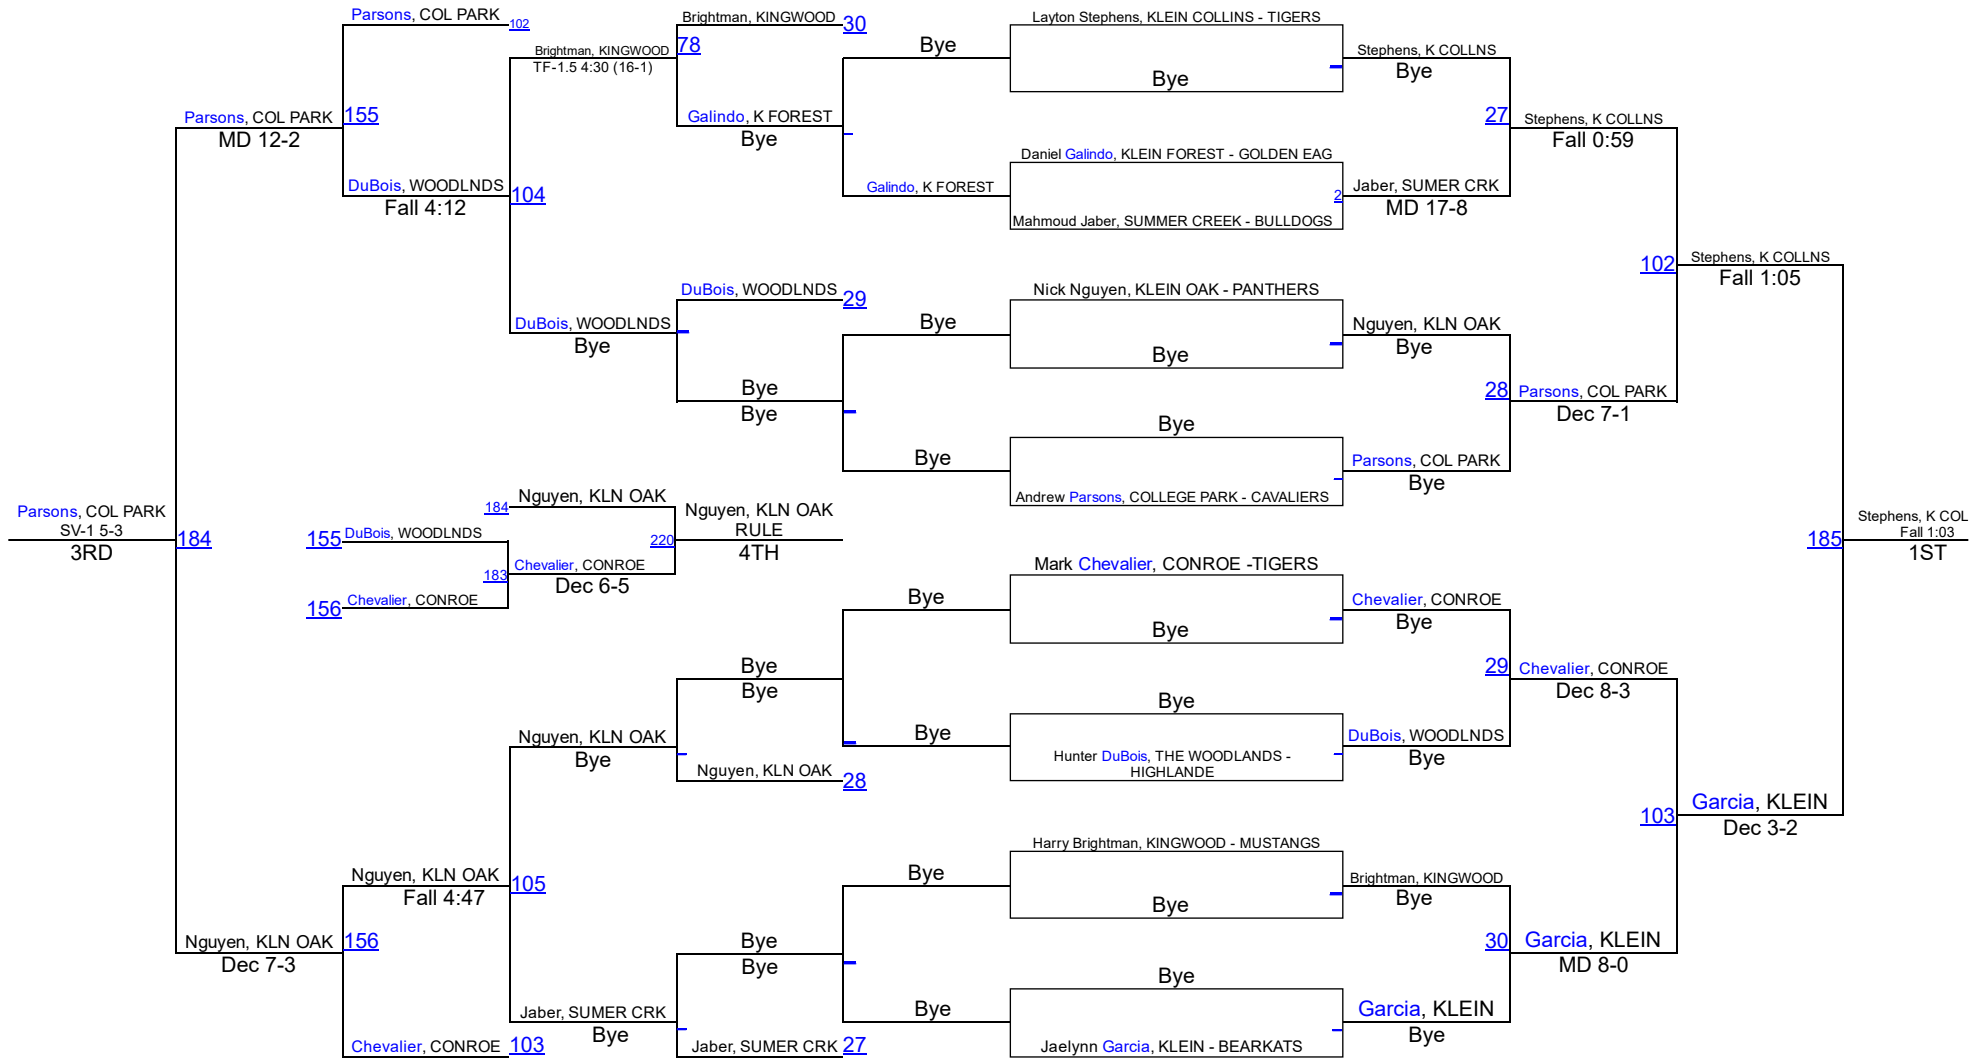 Parsons, COL PARK
102
Brightman, KINGWOOD
30
Layton Stephens, KLEIN COLLINS - TIGERS
Bye
Bye
Brightman, KINGWOOD
TF-1.5 4:30 (16-1)
78
Stephens, K COLLNS
Bye
Parsons, COL PARK
MD 12-2
155
Galindo, K FOREST
Bye
27
Stephens, K COLLNS
Fall 0:59
Daniel Galindo, KLEIN FOREST - GOLDEN EAG
Mahmoud Jaber, SUMMER CREEK - BULLDOGS
2
DuBois, WOODLNDS
Fall 4:12
104
Galindo, K FOREST
Jaber, SUMER CRK
MD 17-8
102
Stephens, K COLLNS
Fall 1:05
DuBois, WOODLNDS
29
Nick Nguyen, KLEIN OAK - PANTHERS
Bye
DuBois, WOODLNDS
Bye
Bye
Nguyen, KLN OAK
Bye
Bye
Bye
28
Parsons, COL PARK
Dec 7-1
Bye
Andrew Parsons, COLLEGE PARK - CAVALIERS
Bye
Parsons, COL PARK
Bye
Parsons, COL PARK
SV-1 5-3
3RD
184
184
Nguyen, KLN OAK
Nguyen, KLN OAK
RULE
4TH
220
155
DuBois, WOODLNDS
183
Chevalier, CONROE
Dec 6-5
156
Chevalier, CONROE
185
Stephens, K COL
Fall 1:03
1ST
Mark Chevalier, CONROE -TIGERS
Bye
Bye
Chevalier, CONROE
Bye
Bye
Bye
29
Chevalier, CONROE
Dec 8-3
Bye
Hunter DuBois, THE WOODLANDS -
HIGHLANDE
Nguyen, KLN OAK
Bye
Bye
DuBois, WOODLNDS
Bye
Nguyen, KLN OAK
28
103
Garcia, KLEIN
Dec 3-2
Harry Brightman, KINGWOOD - MUSTANGS
Bye
Nguyen, KLN OAK
Fall 4:47
105
Bye
Brightman, KINGWOOD
Bye
Nguyen, KLN OAK
Dec 7-3
156
Bye
Bye
30
Garcia, KLEIN
MD 8-0
Bye
Jaelynn Garcia, KLEIN - BEARKATS
Jaber, SUMER CRK
Bye
Bye
Garcia, KLEIN
Bye
Chevalier, CONROE
103
Jaber, SUMER CRK
27